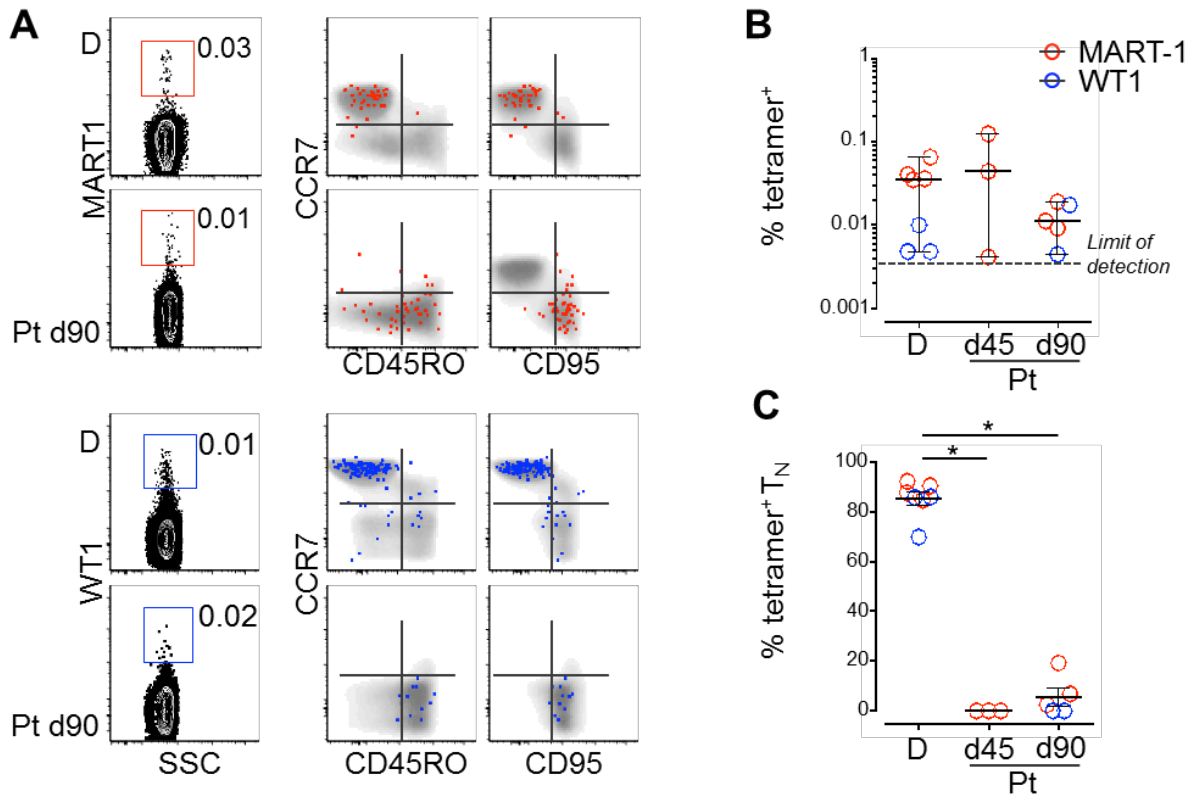 A
D
0.03
MART1
CCR7
Pt d90
0.01
CD45RO
CD95
D
0.01
WT1
CCR7
Pt d90
0.02
SSC
CD45RO
CD95
B
MART-1
WT1
% tetramer+
1
0.1
0.01
0.001
Limit of
detection
D
d45
d90
Pt
C
% tetramer+ TN
*
*
100
80
60
40
20
0
D
d45
d90
Pt